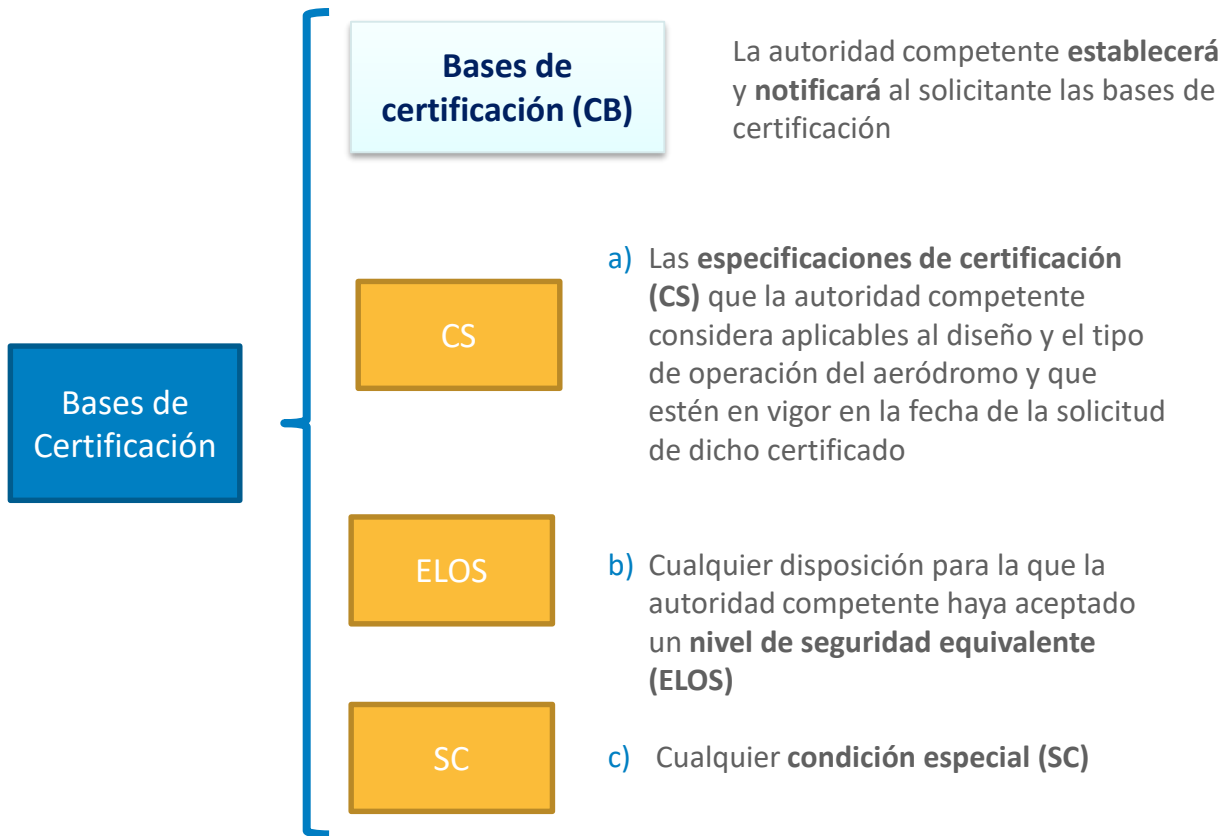 Bases de
Certificación
Bases de
certificación (CB)
La autoridad competente establecerá
y notificará al solicitante las bases de
certificación
CS
a) Las especificaciones de certificación
(CS) que la autoridad competente
considera aplicables al diseño y el tipo
de operación del aeródromo y que
estén en vigor en la fecha de la solicitud
de dicho certificado
ELOS
b) Cualquier disposición para la que la
autoridad competente haya aceptado
un nivel de seguridad equivalente
(ELOS)
SC
c) Cualquier condición especial (SC)